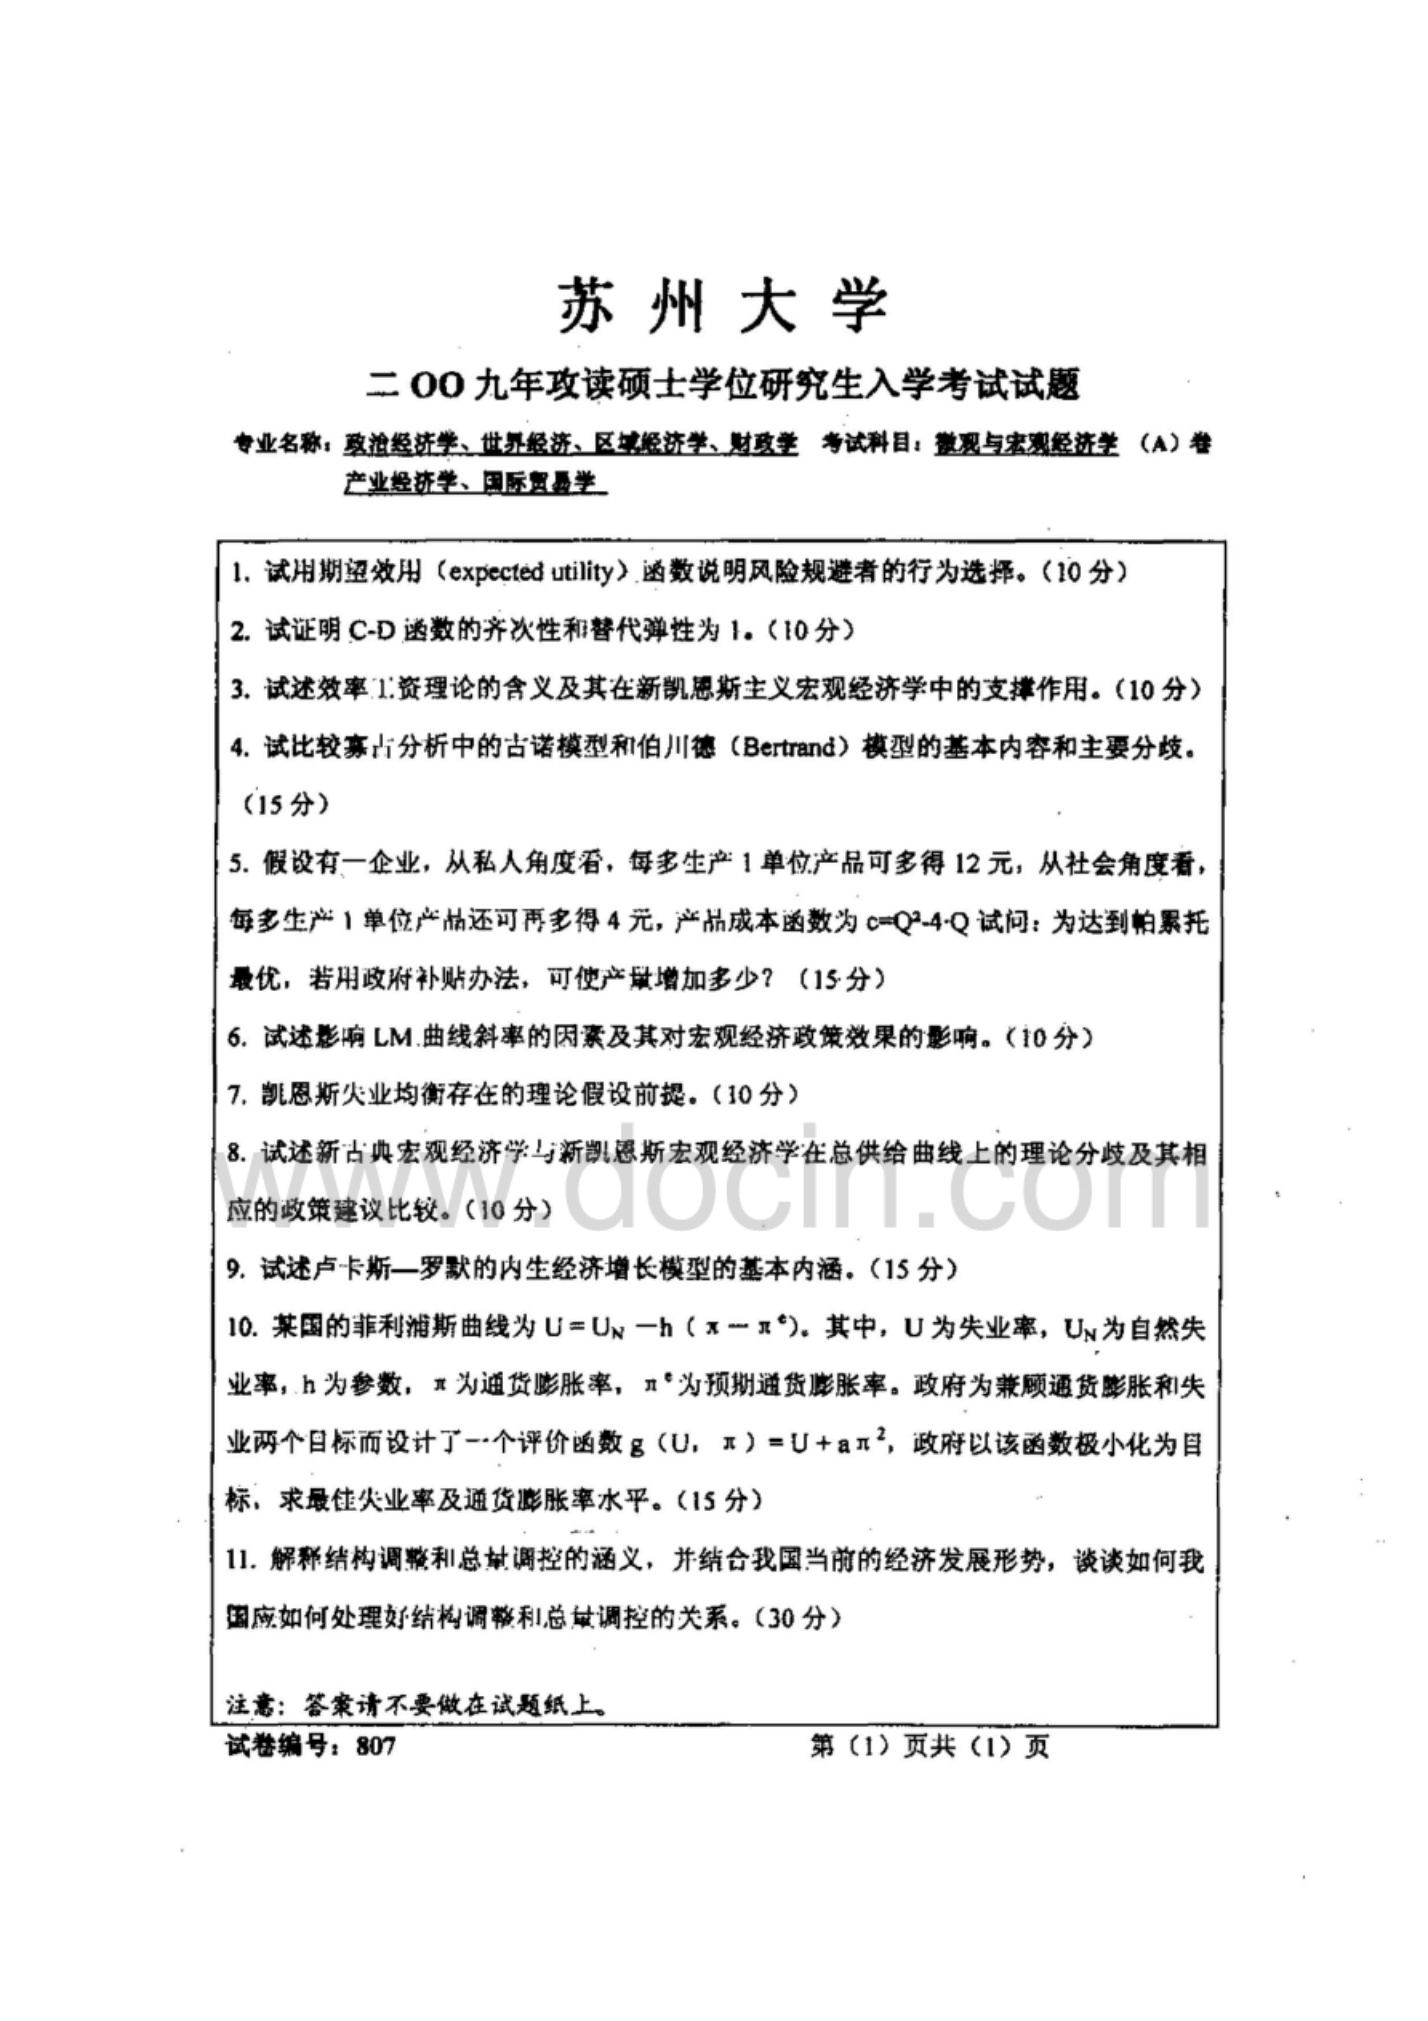 苏州大学
二OO九年攻读硕士学位研究生入学考试试题
专业名称：政治经济学、世界经济、区域经济学、财政学 考试科目：微观与宏观经济学 （A）卷
产业经济学、国际贸易学
1. 试用期望效用（expected utility）函数说明风险规避者的行为选择。（10分）
2. 试证明 C-D 函数的齐次性和替代弹性为 1。（10分）
3. 试述效率工资理论的含义及其在新凯恩斯主义宏观经济学中的支撑作用。（10分）
4. 试比较寡占分析中的古诺模型和伯川德（Bertrand）模型的基本内容和主要分歧。
（15分）
5. 假设有一企业，从私人角度看，每多生产 1 单位产品可多得 12 元，从社会角度看，
每多生产 1 单位产品还可再多得 4 元，产品成本函数为 c=Q²-4·Q 试问：为达到帕累托
最优，若用政府补贴办法，可使产量增加多少？（15分）
6. 试述影响 LM 曲线斜率的因素及其对宏观经济政策效果的影响。（10分）
7. 凯恩斯失业均衡存在的理论假设前提。（10分）
8. 试述新古典宏观经济学与新凯恩斯宏观经济学在总供给曲线上的理论分歧及其相
应的政策建议比较。（10分）
www.docin.com
9. 试述卢卡斯—罗默的内生经济增长模型的基本内涵。（15分）
10. 某国的菲利浦斯曲线为 U＝U_N －h（π－πᵉ）。其中，U 为失业率，U_N为自然失
业率，h 为参数，π为通货膨胀率，πᵉ为预期通货膨胀率。政府为兼顾通货膨胀和失
业两个目标而设计了一个评价函数 g（U，π）＝U＋aπ²，政府以该函数极小化为目
标，求最佳失业率及通货膨胀率水平。（15分）
11. 解释结构调整和总量调控的涵义，并结合我国当前的经济发展形势，谈谈如何我
国应如何处理好结构调整和总量调控的关系。（30分）
注意：答案请不要做在试题纸上。
试卷编号：807 第（1）页共（1）页